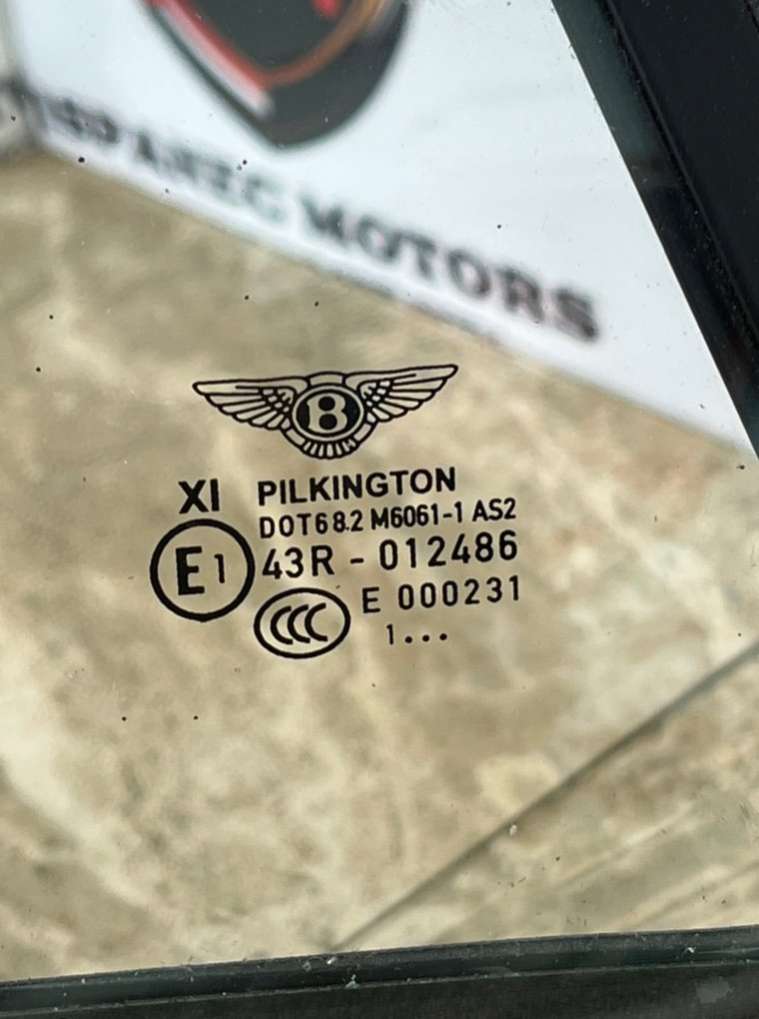 MOTORS
B
XI PILKINGTON
DOT68.2 M6061-1 AS2
E1 43R - 012486
CCC E 000231
1...